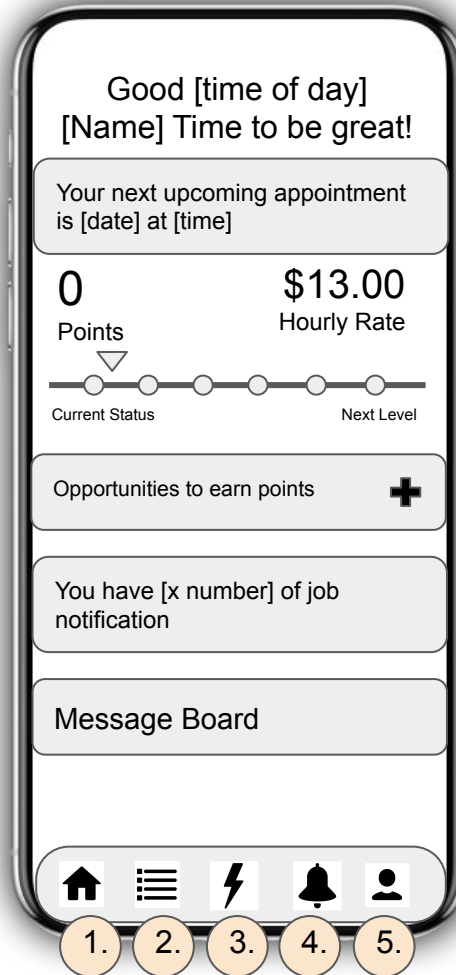 Good [time of day]
[Name] Time to be great!
Your next upcoming appointment
is [date] at [time]
0
Points
$13.00
Hourly Rate
Current Status
Next Level
Opportunities to earn points
You have [x number] of job
notification
Message Board
1.
2.
3.
4.
5.